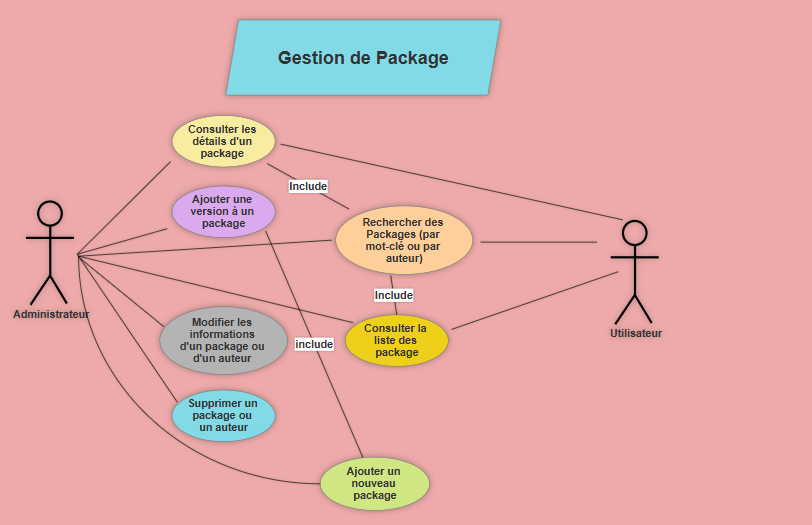 Gestion de Package
Consulter les
détails d'un
package
Include
Ajouter une
version à un
package
Rechercher des
Packages (par
mot-clé ou par
auteur)
Include
Administrateur
Modifier les
informations
d'un package ou
d'un auteur
include
Consulter la
liste des
package
Utilisateur
Supprimer un
package ou
un auteur
Ajouter un
nouveau
package